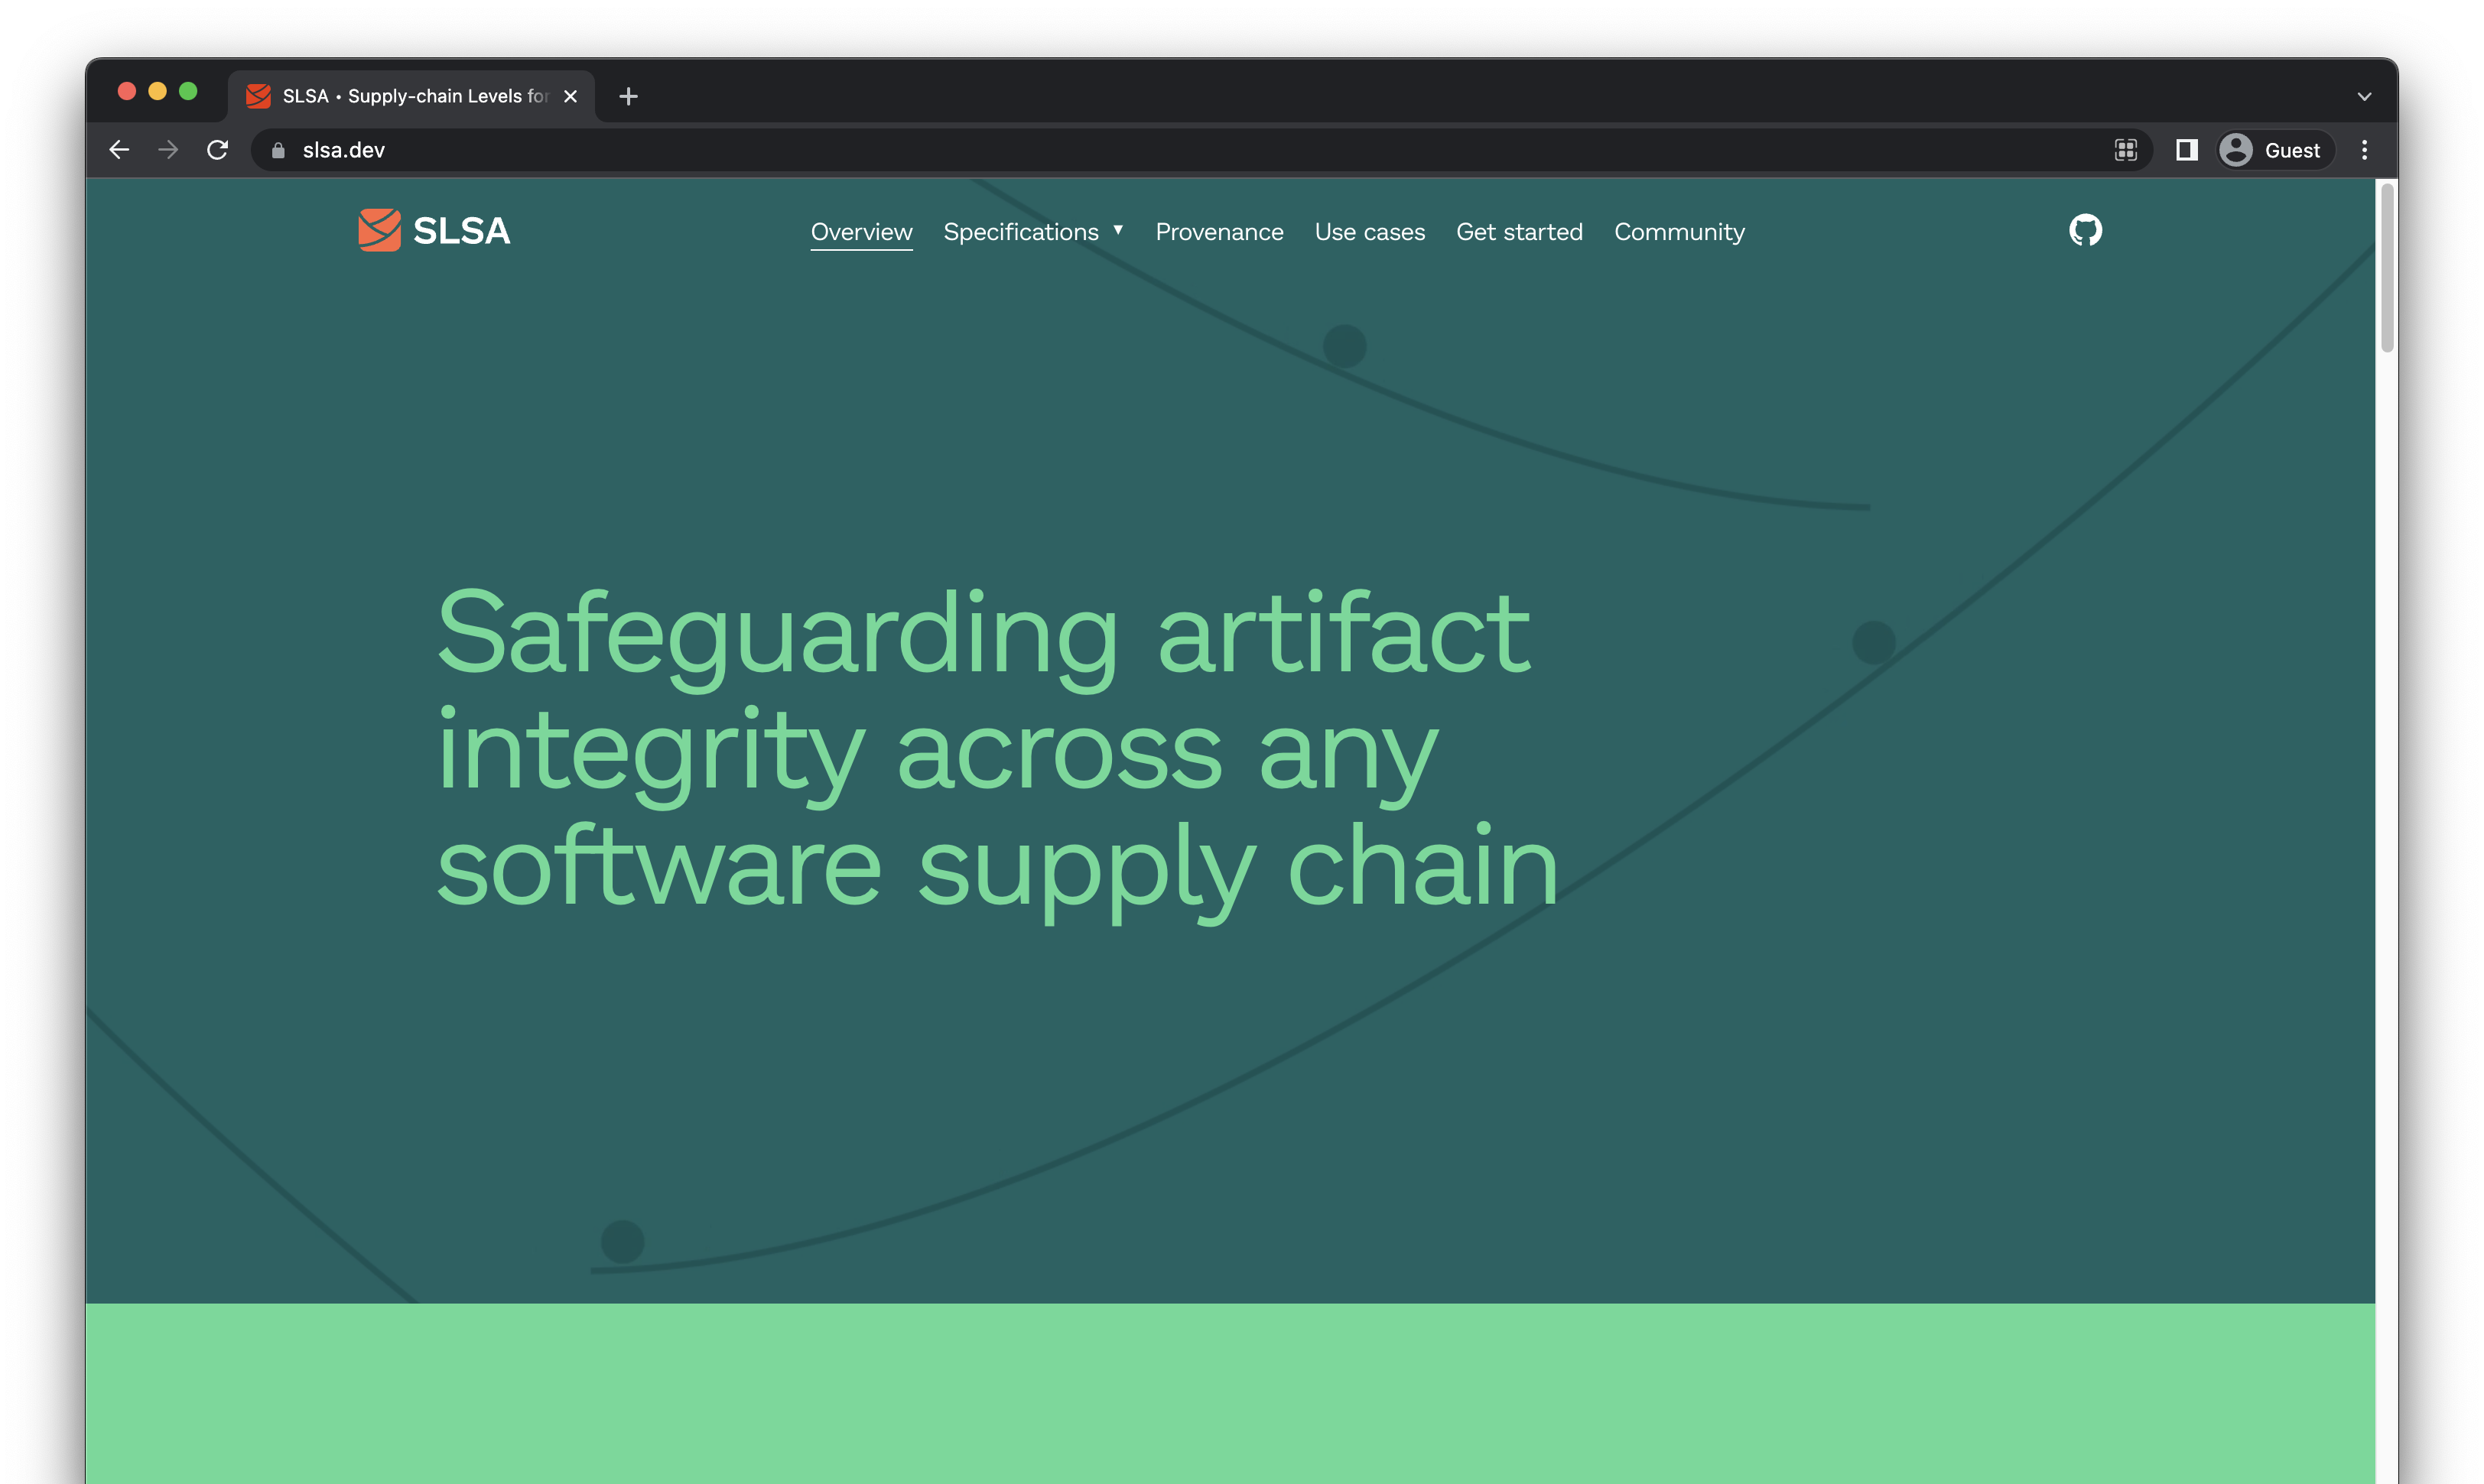 SLSA • Supply-chain Levels for
slsa.dev
Guest
SLSA
Overview Specifications ▼ Provenance Use cases Get started Community
Safeguarding artifact
integrity across any
software supply chain